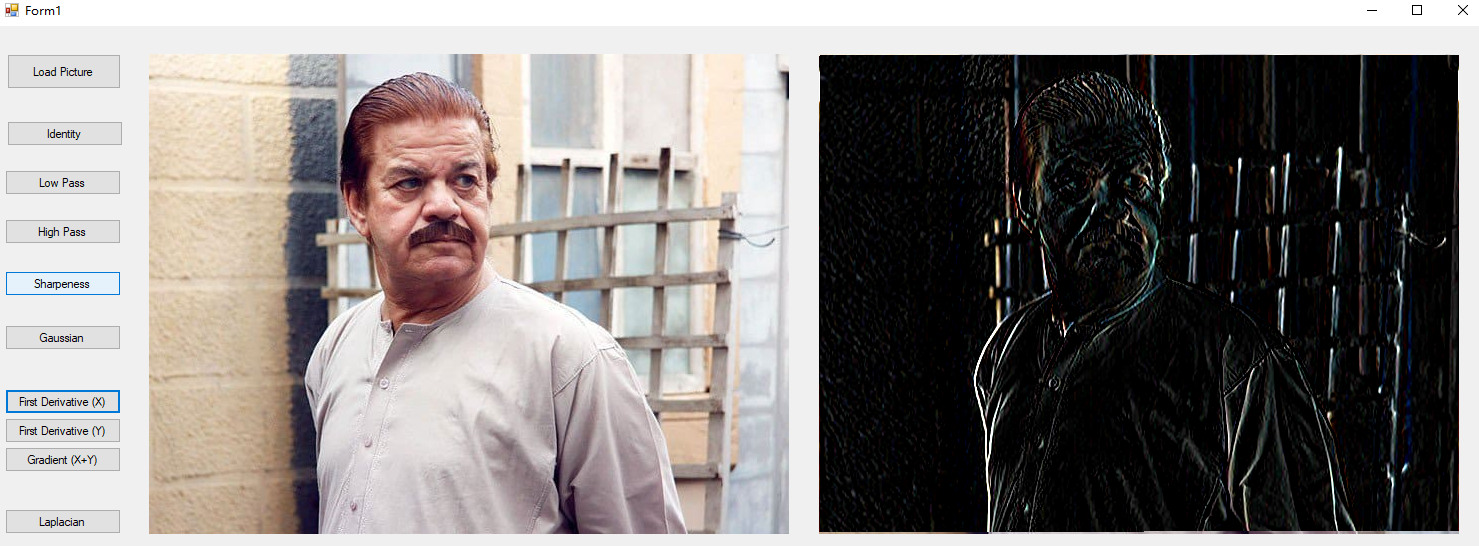 Form1
Load Picture
Identity
Low Pass
High Pass
Sharpeness
Gaussian
First Derivative (X)
First Derivative (Y)
Gradient (X+Y)
Laplacian